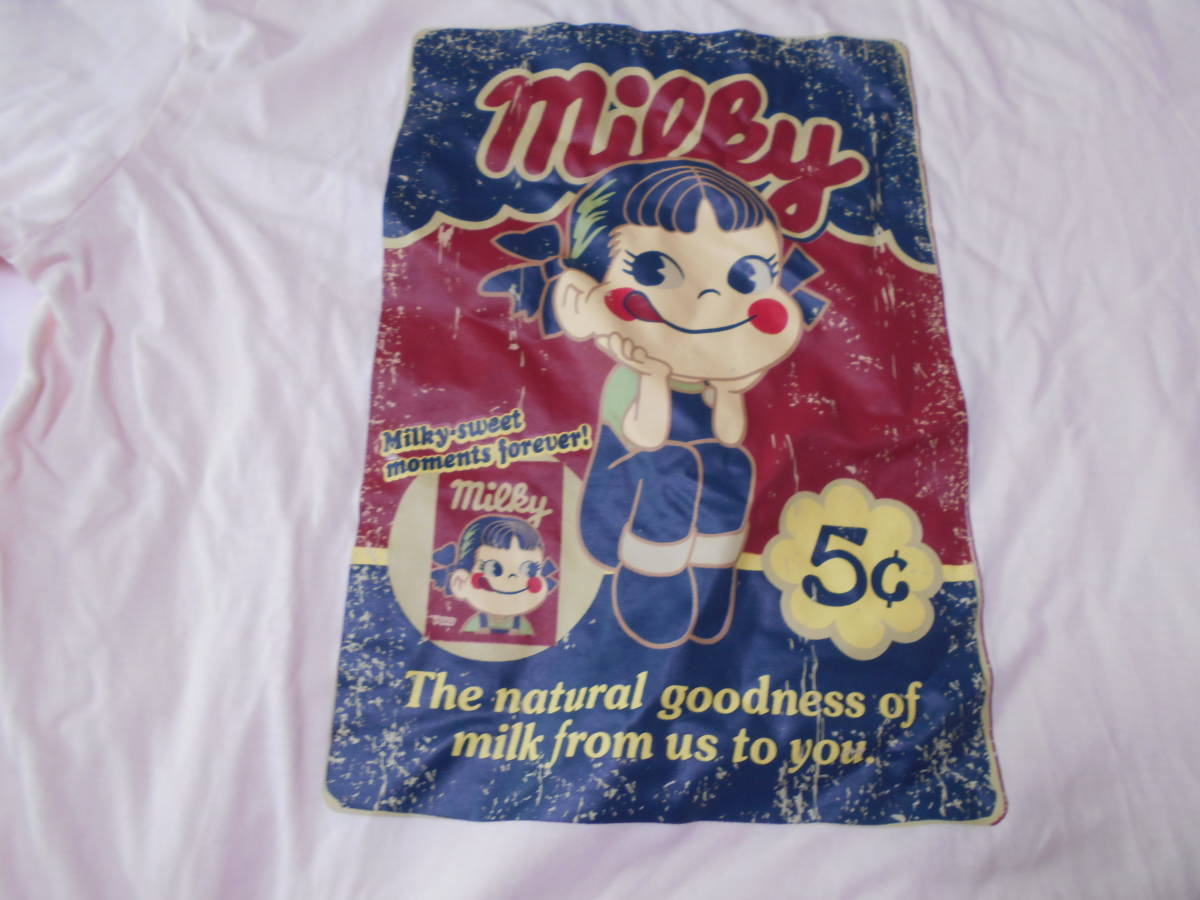 Milky
Milky-sweet
moments forever!
Milky
5¢
The natural goodness of
milk from us to you.